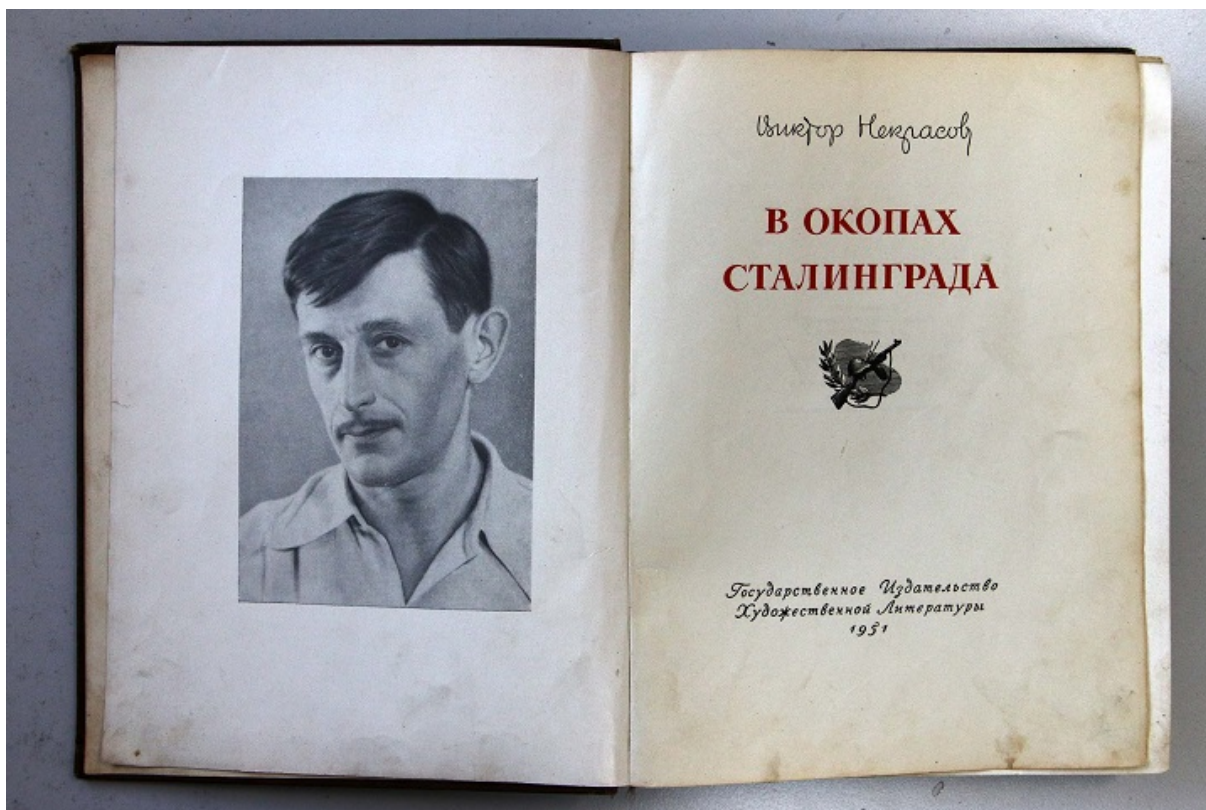 Виктор Некрасов
В ОКОПАХ
СТАЛИНГРАДА
Государственное Издательство
Художественной Литературы
1951